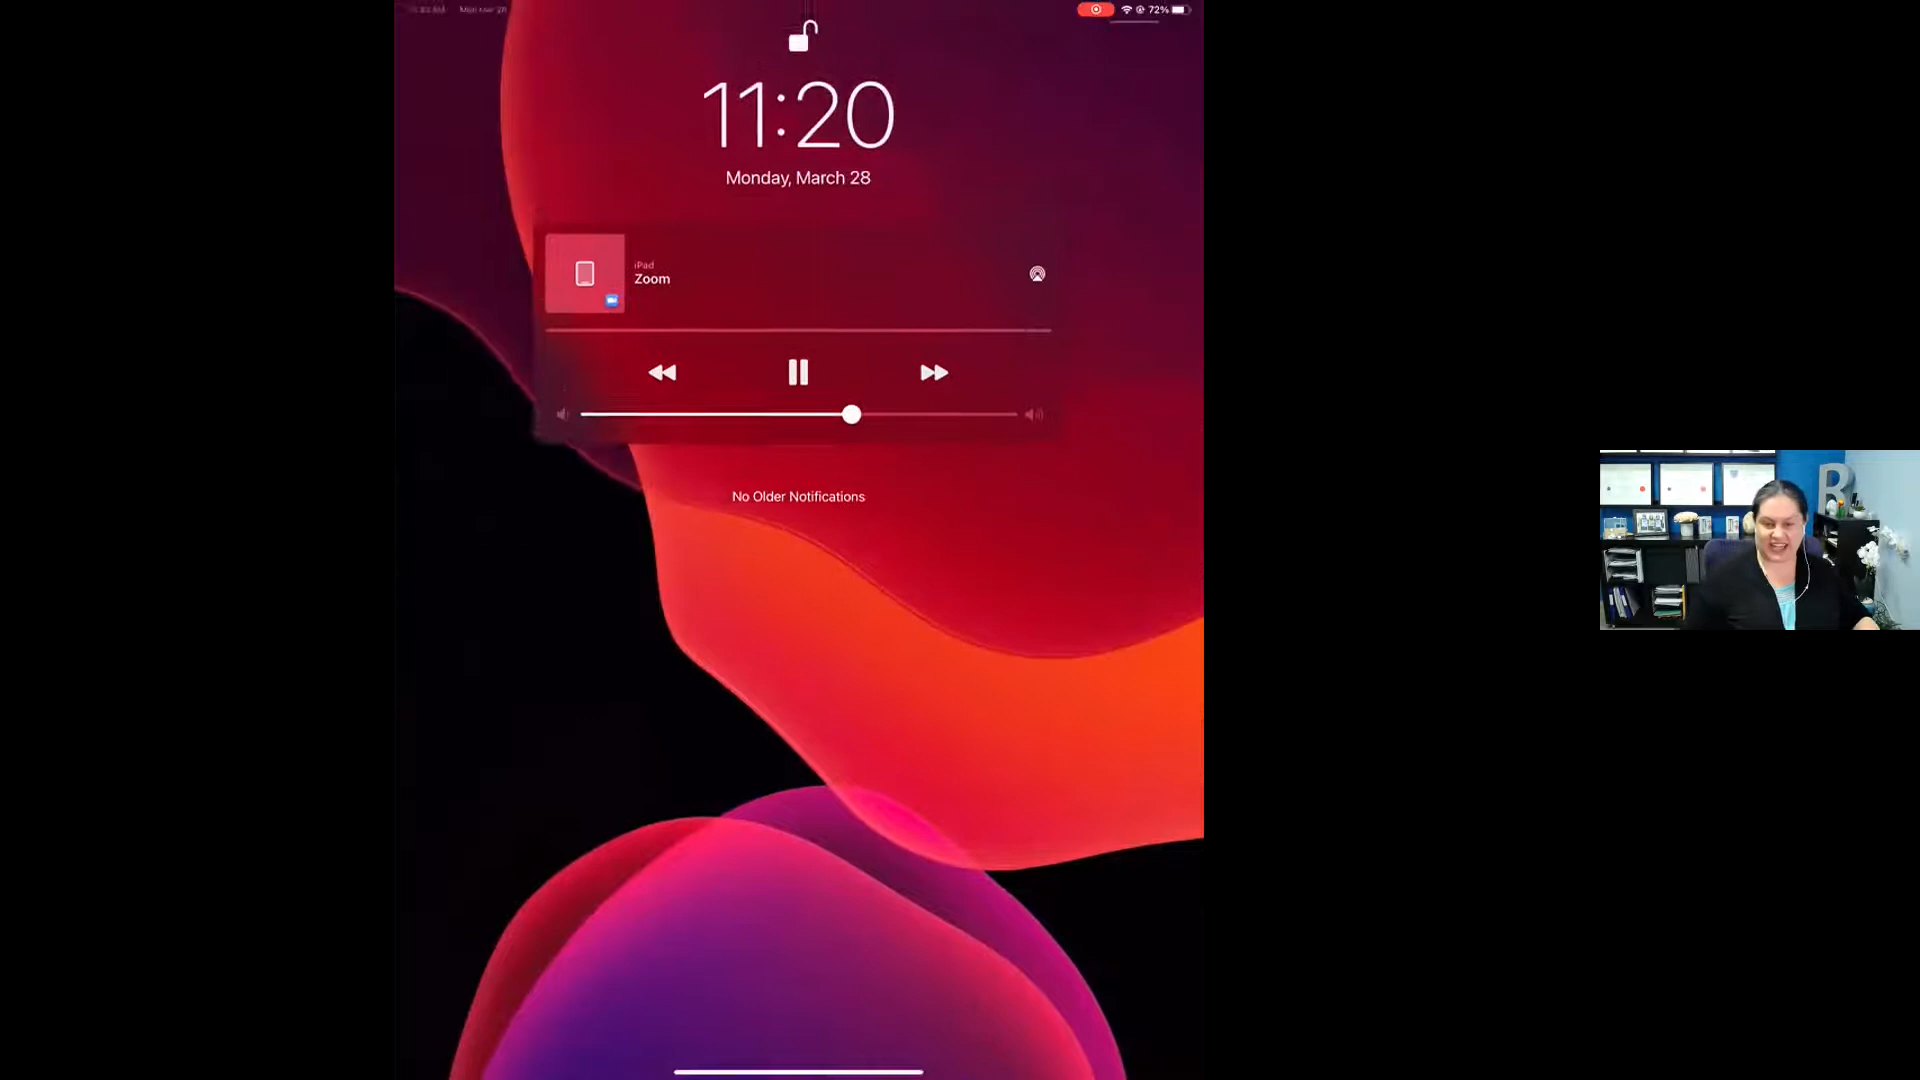 72%
11:20
Monday, March 28
iPad
Zoom
No Older Notifications
R